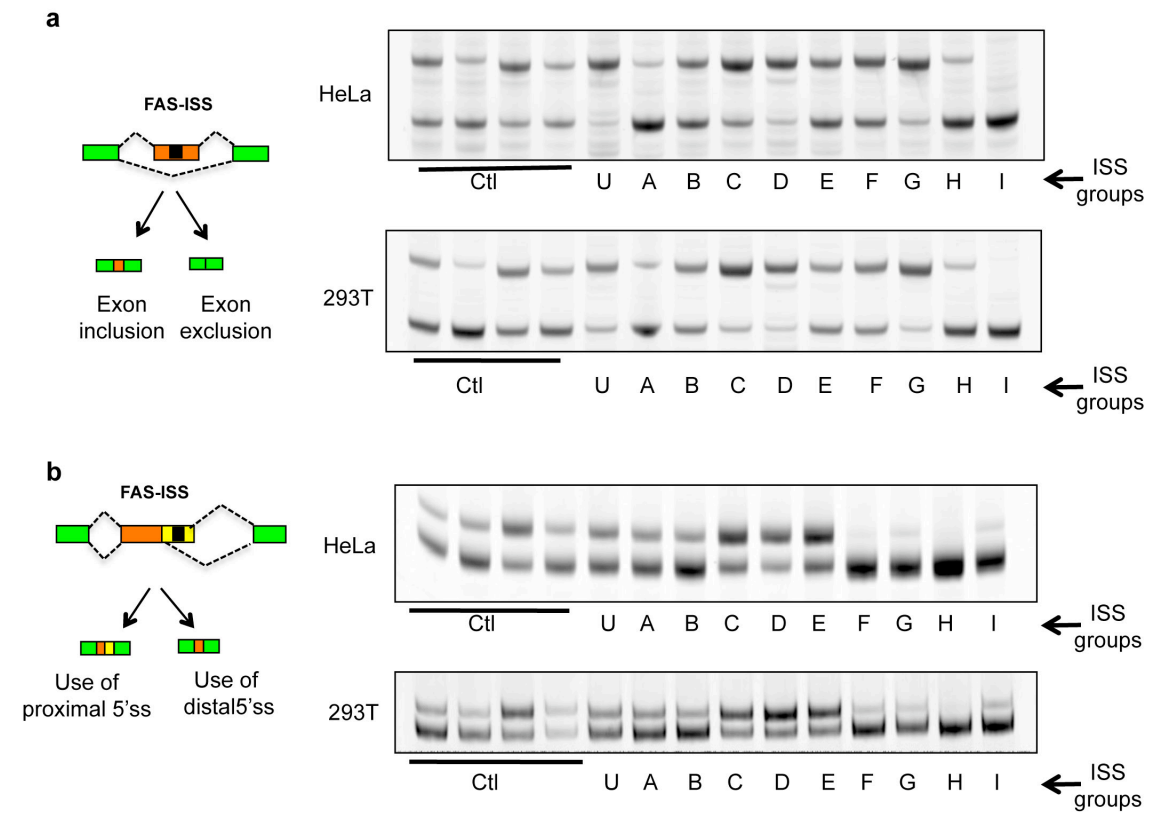 a
FAS-ISS
Exon inclusion
Exon exclusion
HeLa
Ctl U A B C D E F G H I
ISS groups
293T
Ctl U A B C D E F G H I
ISS groups
b
FAS-ISS
Use of proximal 5'ss
Use of distal5'ss
HeLa
Ctl U A B C D E F G H I
ISS groups
293T
Ctl U A B C D E F G H I
ISS groups